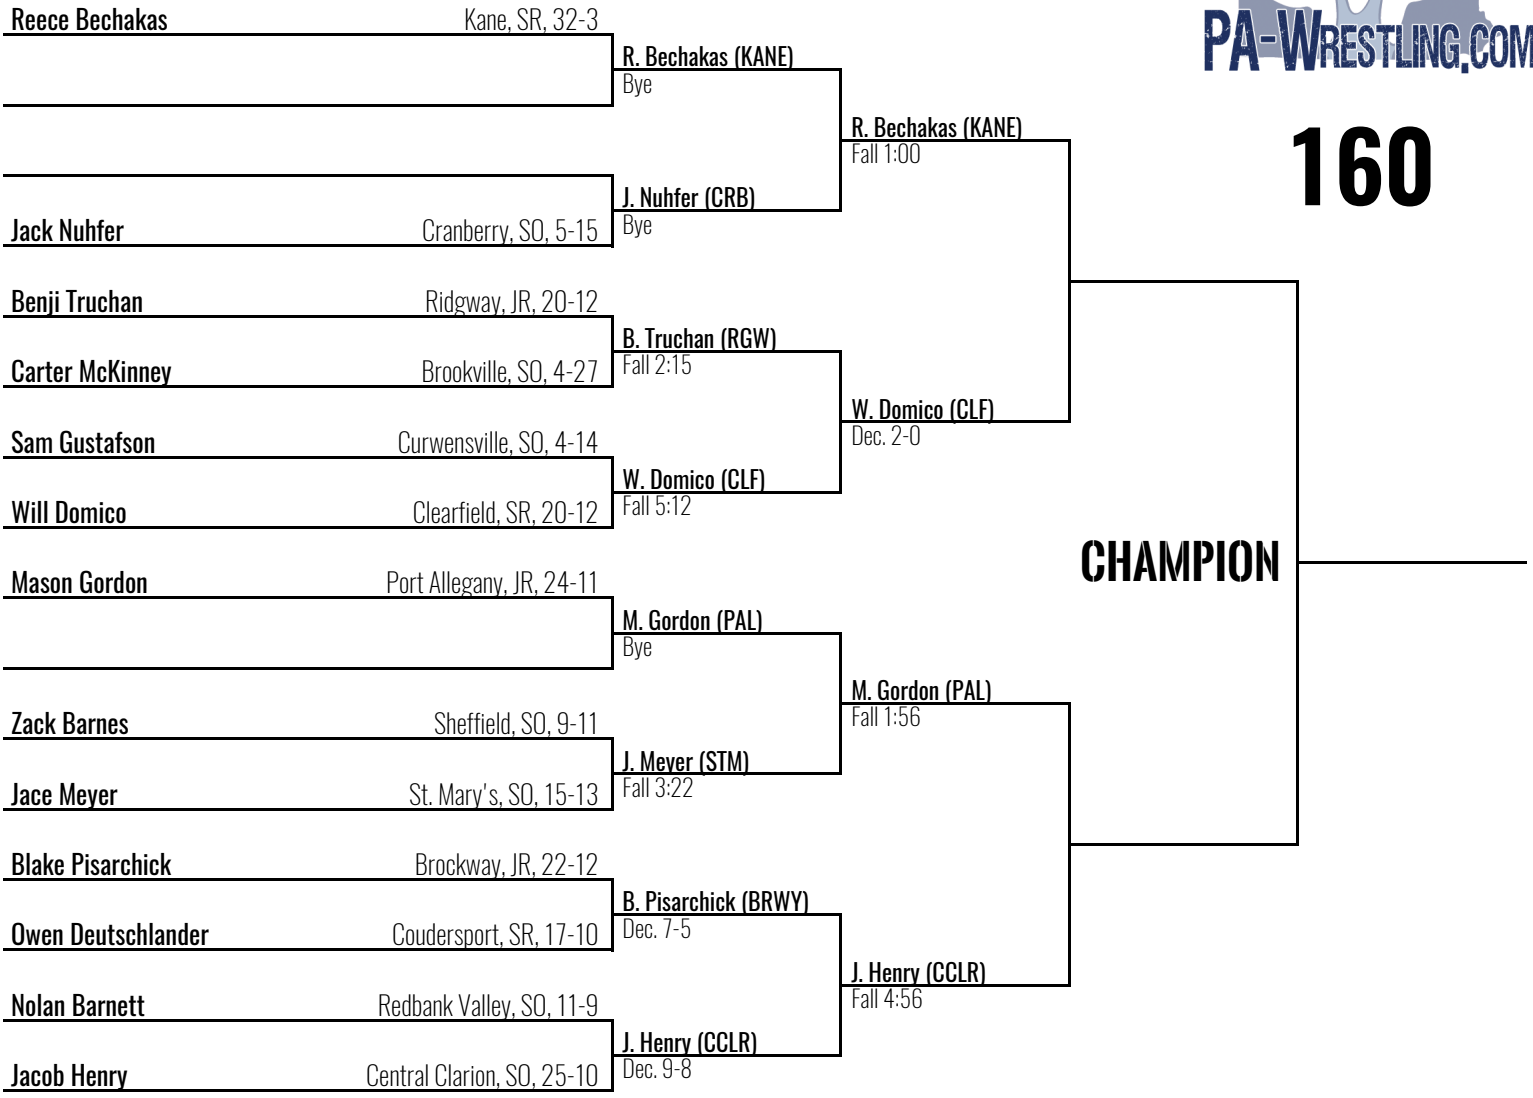 Reece Bechakas Kane, SR, 32-3
R. Bechakas (KANE)
Bye
R. Bechakas (KANE)
Fall 1:00
J. Nuhfer (CRB)
Bye
Jack Nuhfer Cranberry, SO, 5-15
Benji Truchan Ridgway, JR, 20-12
B. Truchan (RGW)
Fall 2:15
Carter McKinney Brookville, SO, 4-27
W. Domico (CLF)
Dec. 2-0
Sam Gustafson Curwensville, SO, 4-14
W. Domico (CLF)
Fall 5:12
Will Domico Clearfield, SR, 20-12
CHAMPION
Mason Gordon Port Allegany, JR, 24-11
M. Gordon (PAL)
Bye
M. Gordon (PAL)
Fall 1:56
Zack Barnes Sheffield, SO, 9-11
J. Meyer (STM)
Fall 3:22
Jace Meyer St. Mary's, SO, 15-13
Blake Pisarchick Brockway, JR, 22-12
B. Pisarchick (BRWY)
Dec. 7-5
Owen Deutschlander Coudersport, SR, 17-10
J. Henry (CCLR)
Fall 4:56
Nolan Barnett Redbank Valley, SO, 11-9
J. Henry (CCLR)
Dec. 9-8
Jacob Henry Central Clarion, SO, 25-10
PA-WRESTLING.COM
160